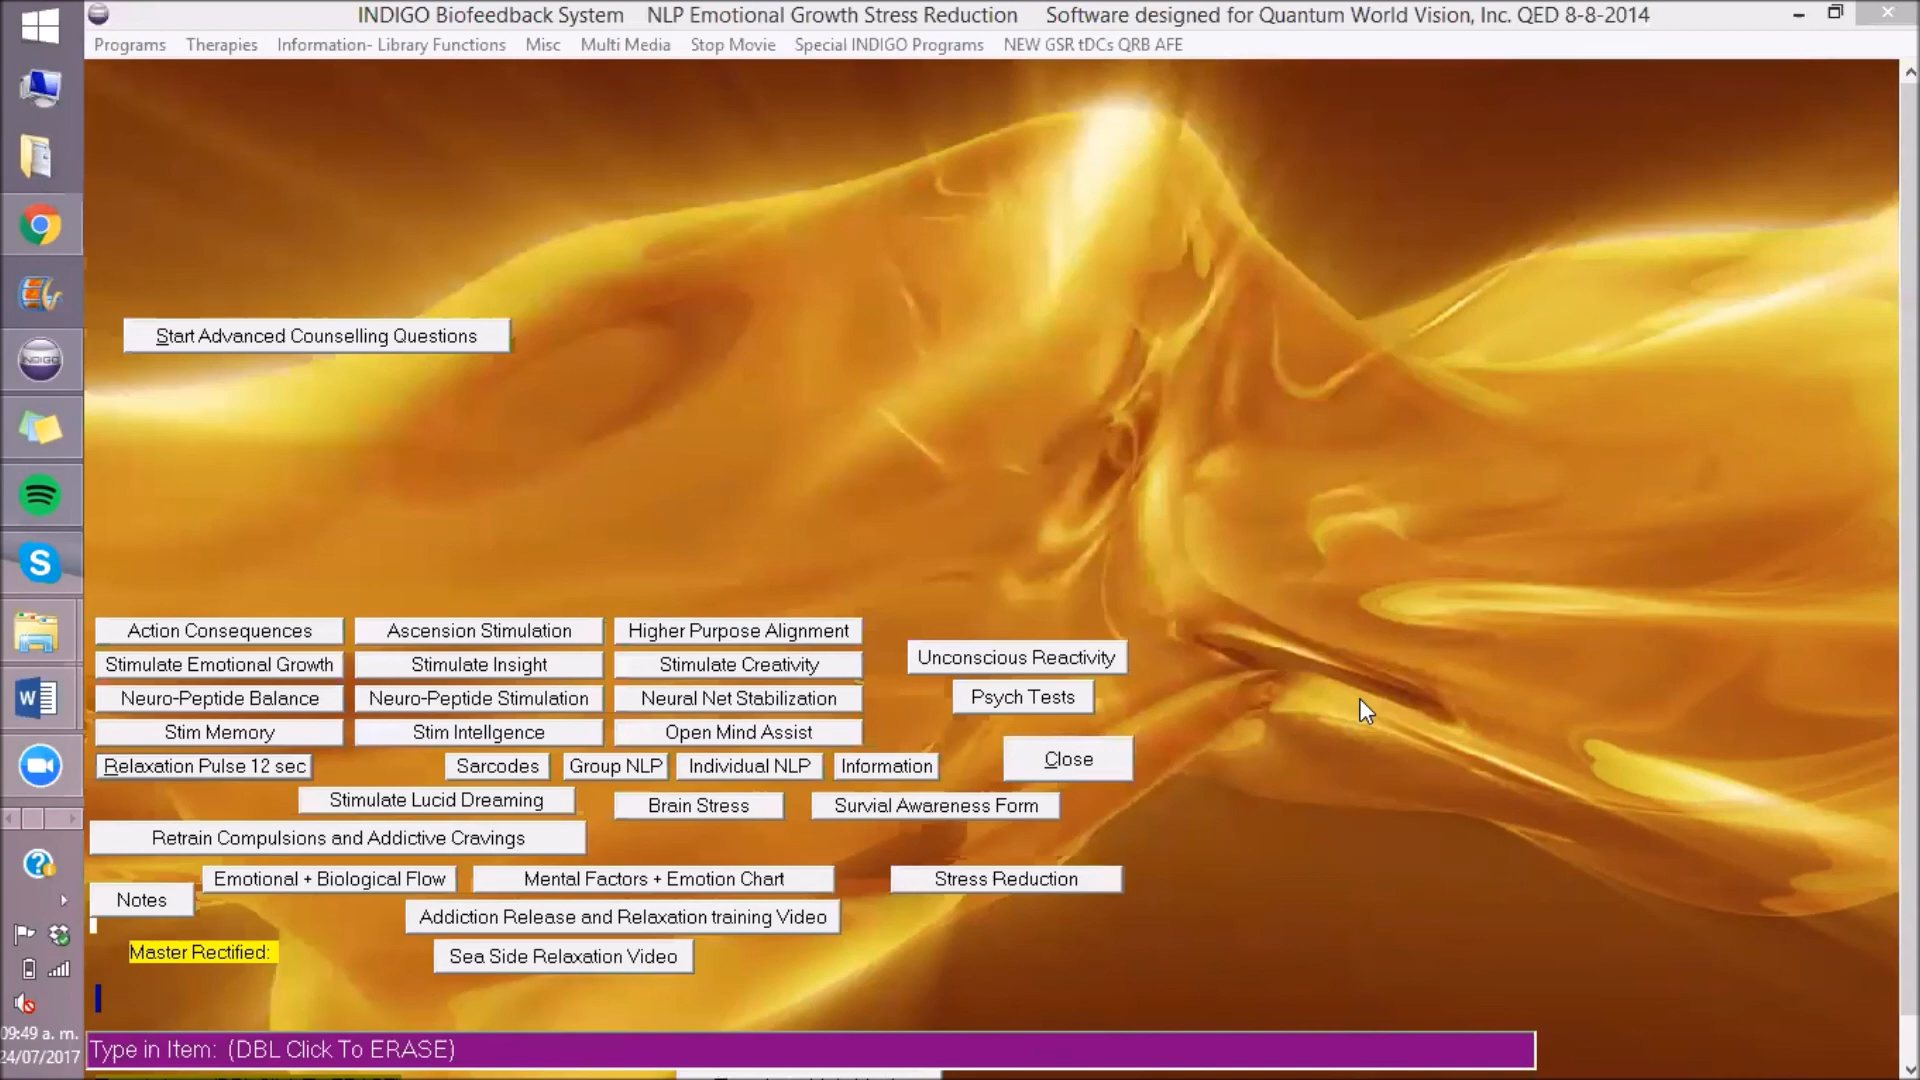 INDIGO Biofeedback System NLP Emotional Growth Stress Reduction Software designed for Quantum World Vision, Inc. QED 8-8-2014
Programs Therapies Information- Library Functions Misc Multi Media Stop Movie Special INDIGO Programs NEW GSR tDCs QRB AFE
INDIGO
Start Advanced Counselling Questions
Action Consequences Ascension Stimulation Higher Purpose Alignment
Unconscious Reactivity
Stimulate Emotional Growth Stimulate Insight Stimulate Creativity
Neuro-Peptide Balance Neuro-Peptide Stimulation Neural Net Stabilization Psych Tests
Stim Memory Stim Intellgence Open Mind Assist
Relaxation Pulse 12 sec Sarcodes Group NLP Individual NLP Information Close
Stimulate Lucid Dreaming Brain Stress Survial Awareness Form
Retrain Compulsions and Addictive Cravings
Emotional + Biological Flow Mental Factors + Emotion Chart Stress Reduction
Notes
Addiction Release and Relaxation training Video
Master Rectified:
Sea Side Relaxation Video
09:49 a. m.
24/07/2017
Type in Item: (DBL Click To ERASE)